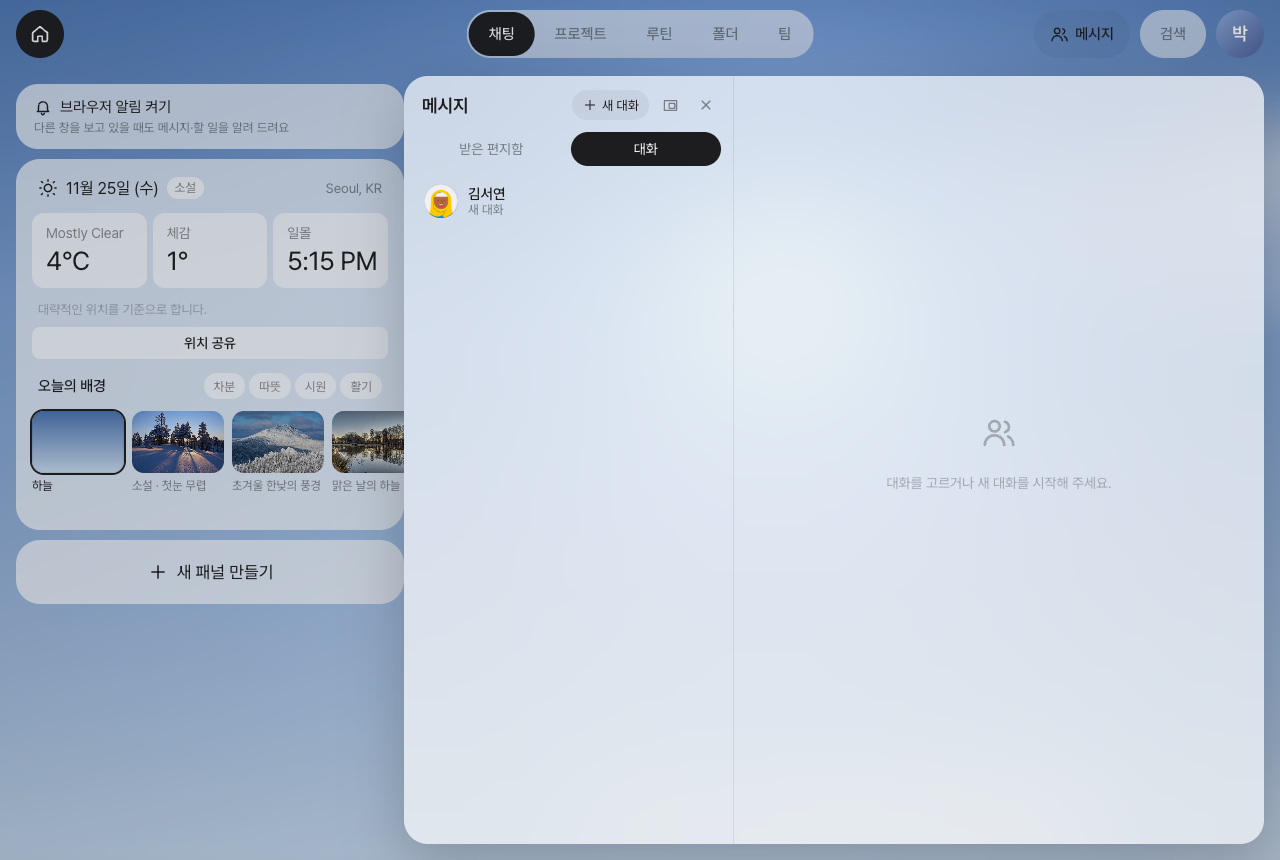 채팅
프로젝트
루틴
폴더
팀
메시지
검색
박
브라우저 알림 켜기
다른 창을 보고 있을 때도 메시지·할 일을 알려 드려요
11월 25일 (수)
소설
Seoul, KR
Mostly Clear
4°C
체감
1°
일몰
5:15 PM
대략적인 위치를 기준으로 합니다.
위치 공유
오늘의 배경
차분
따뜻
시원
활기
하늘
소설 · 첫눈 무렵
초겨울 한낮의 풍경
맑은 날의 하늘
새 패널 만들기
메시지
새 대화
받은 편지함
대화
김서연
새 대화
대화를 고르거나 새 대화를 시작해 주세요.